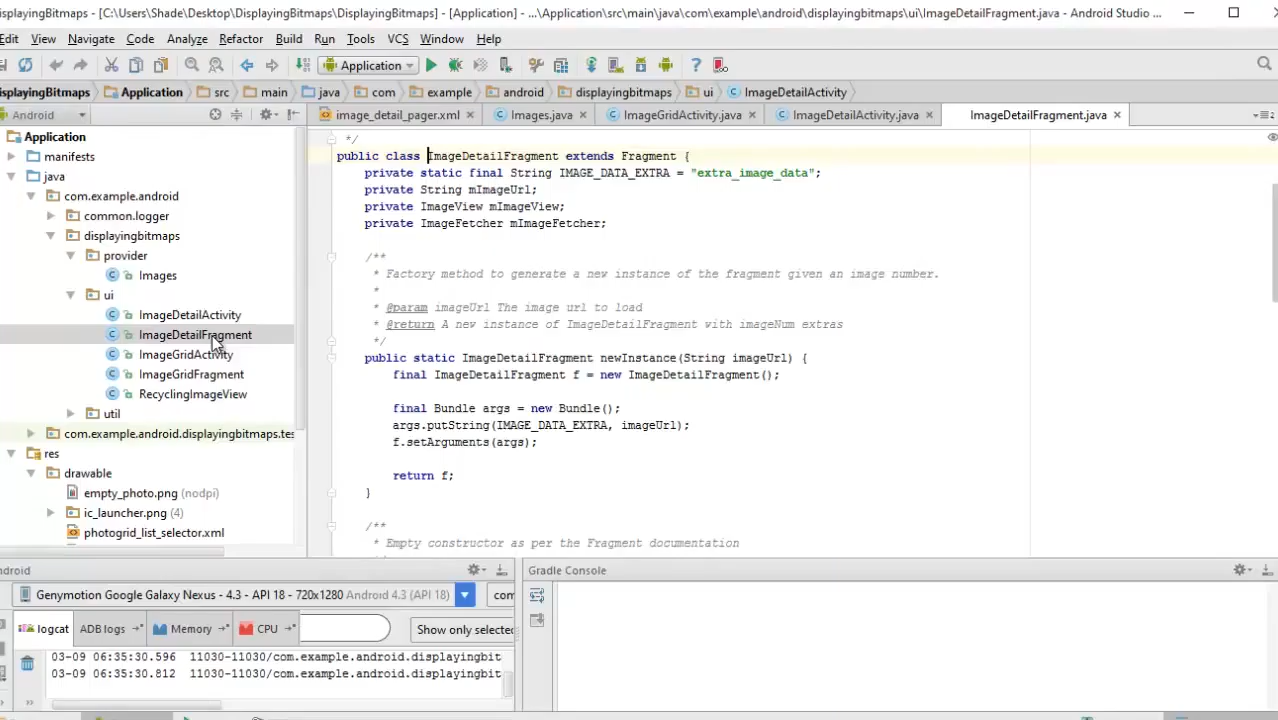 isplayingBitmaps - [C:\Users\Shade\Desktop\DisplayingBitmaps\DisplayingBitmaps] - [Application] - ...\Application\src\main\java\com\example\android\displayingbitmaps\ui\ImageDetailFragment.java - Android Studio ...
Edit View Navigate Code Analyze Refactor Build Run Tools VCS Window Help
Application
isplayingBitmaps Application src main java com example android displayingbitmaps ui ImageDetailActivity
Android image_detail_pager.xml Images.java ImageGridActivity.java ImageDetailActivity.java ImageDetailFragment.java
Application
manifests
java
com.example.android
common.logger
displayingbitmaps
provider
Images
ui
ImageDetailActivity
ImageDetailFragment
ImageGridActivity
ImageGridFragment
RecyclingImageView
util
com.example.android.displayingbitmaps.tes
res
drawable
empty_photo.png (nodpi)
ic_launcher.png (4)
photogrid_list_selector.xml
*/
public class ImageDetailFragment extends Fragment {
private static final String IMAGE_DATA_EXTRA = "extra_image_data";
private String mImageUrl;
private ImageView mImageView;
private ImageFetcher mImageFetcher;
/**
* Factory method to generate a new instance of the fragment given an image number.
*
* @param imageUrl The image url to load
* @return A new instance of ImageDetailFragment with imageNum extras
*/
public static ImageDetailFragment newInstance(String imageUrl) {
final ImageDetailFragment f = new ImageDetailFragment();
final Bundle args = new Bundle();
args.putString(IMAGE_DATA_EXTRA, imageUrl);
f.setArguments(args);
return f;
}
/**
* Empty constructor as per the Fragment documentation
ndroid
Genymotion Google Galaxy Nexus - 4.3 - API 18 - 720x1280 Android 4.3 (API 18) com
logcat ADB logs Memory CPU Show only selected
03-09 06:35:30.596 11030-11030/com.example.android.displayingbit
03-09 06:35:30.812 11030-11030/com.example.android.displayingbit
Gradle Console